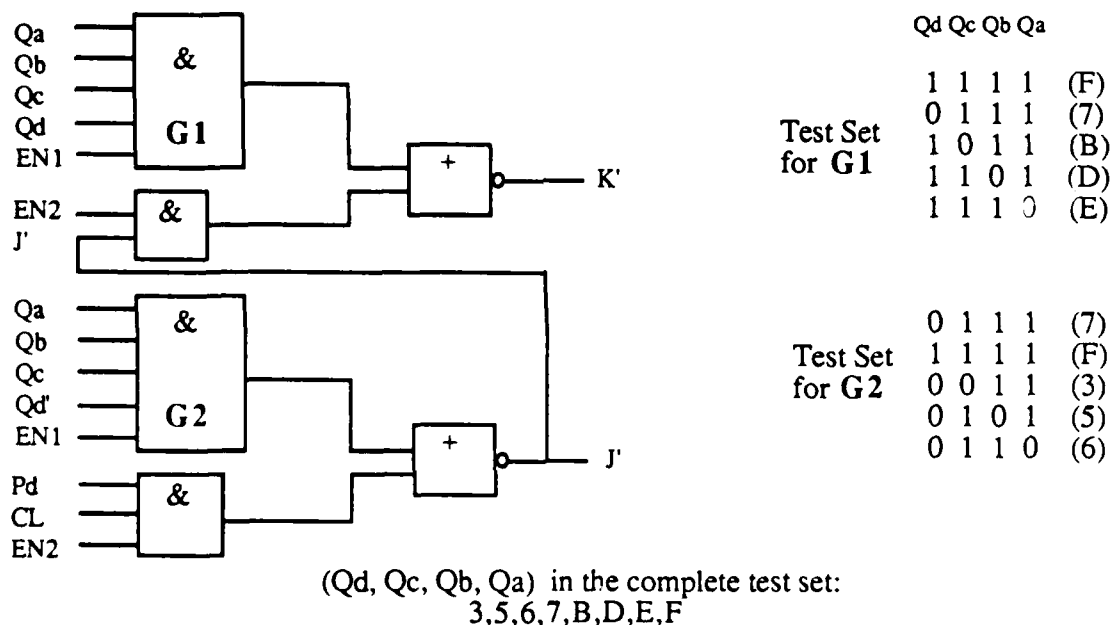 Qa
Qb
Qc
Qd
EN1
&
G1
EN2
J'
&
+
K'
Qa
Qb
Qc
Qd'
EN1
&
G2
Pd
CL
EN2
&
+
J'
Qd Qc Qb Qa
Test Set
for G1
1 1 1 1 (F)
0 1 1 1 (7)
1 0 1 1 (B)
1 1 0 1 (D)
1 1 1 0 (E)
Test Set
for G2
0 1 1 1 (7)
1 1 1 1 (F)
0 0 1 1 (3)
0 1 0 1 (5)
0 1 1 0 (6)
(Qd, Qc, Qb, Qa) in the complete test set:
3,5,6,7,B,D,E,F